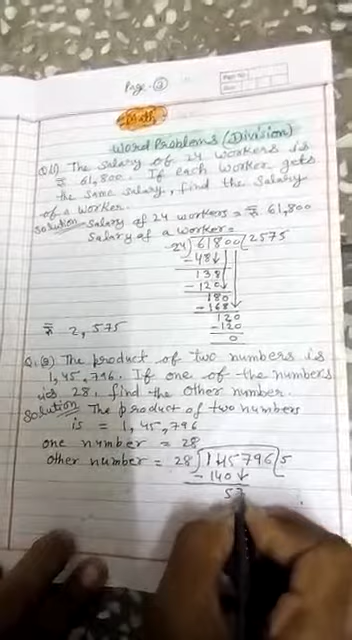 Page-②
Math
Word Problems (Division)
Q.(1) The salary of 24 workers is
₹ 61,800. If each worker gets
the same salary, find the salary
of a worker.
Solution Salary of 24 workers = ₹ 61,800
Salary of a worker =
24)61800(2575
-48↓
138
-120↓
180
-168↓
120
-120
0
₹ 2,575
Q.(2) The product of two numbers is
1,45,796. If one of the numbers
is 28, find the other number.
Solution The product of two numbers
is = 1,45,796
one number = 28
other number = 28)145796(5
-140↓
57